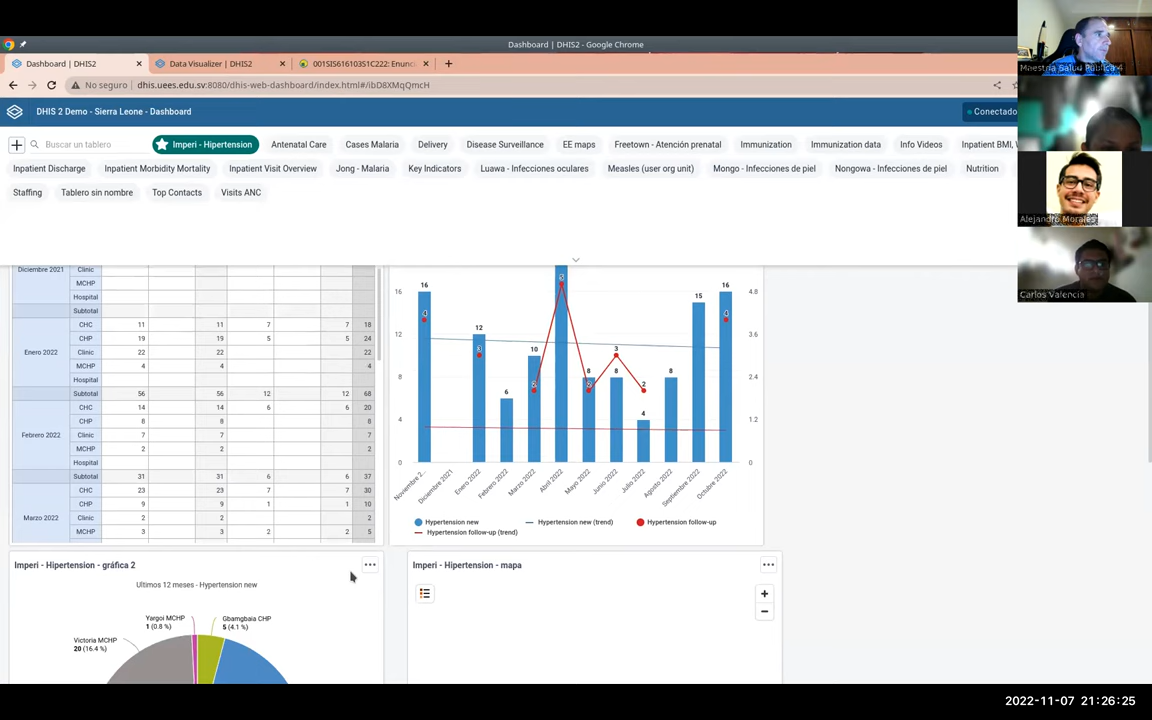 Dashboard | DHIS2 - Google Chrome
Dashboard | DHIS2
Data Visualizer | DHIS2
001SIS616103S1C222: Enunci
No seguro
dhis.uees.edu.sv:8080/dhis-web-dashboard/index.html#/ibD8XMqQmcH
DHIS 2 Demo - Sierra Leone - Dashboard
Conectado
Buscar un tablero
Imperi - Hipertension
Antenatal Care
Cases Malaria
Delivery
Disease Surveillance
EE maps
Freetown - Atención prenatal
Immunization
Immunization data
Info Videos
Inpatient BMI,
Inpatient Discharge
Inpatient Morbidity Mortality
Inpatient Visit Overview
Jong - Malaria
Key Indicators
Luawa - Infecciones oculares
Measles (user org unit)
Mongo - Infecciones de piel
Nongowa - Infecciones de piel
Nutrition
Staffing
Tablero sin nombre
Top Contacts
Visits ANC
Diciembre 2021
Clinic
MCHP
Hospital
Subtotal
Enero 2022
CHC 11 11 7 7 18
CHP 19 19 5 5 24
Clinic 22 22 22
MCHP 4 4 4
Hospital
Subtotal 56 56 12 12 68
Febrero 2022
CHC 14 14 6 6 20
CHP 8 8 8
Clinic 7 7 7
MCHP 2 2 2
Hospital
Subtotal 31 31 6 6 37
Marzo 2022
CHC 23 23 7 7 30
CHP 9 9 1 1 10
Clinic 2 2 2
MCHP 3 3 2 2 5
16 12 8 4 0
4.8 3.6 2.4 1.2 0
16 12 6 10 8 8 4 8 15 16
4 3 2 5 2 3 2 4
Noviembre 2...
Diciembre 2021
Enero 2022
Febrero 2022
Marzo 2022
Abril 2022
Mayo 2022
Junio 2022
Julio 2022
Agosto 2022
Septiembre 2022
Octubre 2022
Hypertension new
Hypertension new (trend)
Hypertension follow-up
Hypertension follow-up (trend)
Imperi - Hipertension - gráfica 2
Ultimos 12 meses - Hypertension new
Yargoi MCHP
1 (0.8 %)
Gbamgbaia CHP
5 (4.1 %)
Victoria MCHP
20 (16.4 %)
Imperi - Hipertension - mapa
+
−
Maestria Salud Publica 4
Alejandro Morales
Carlos Valencia
2022-11-07 21:26:25